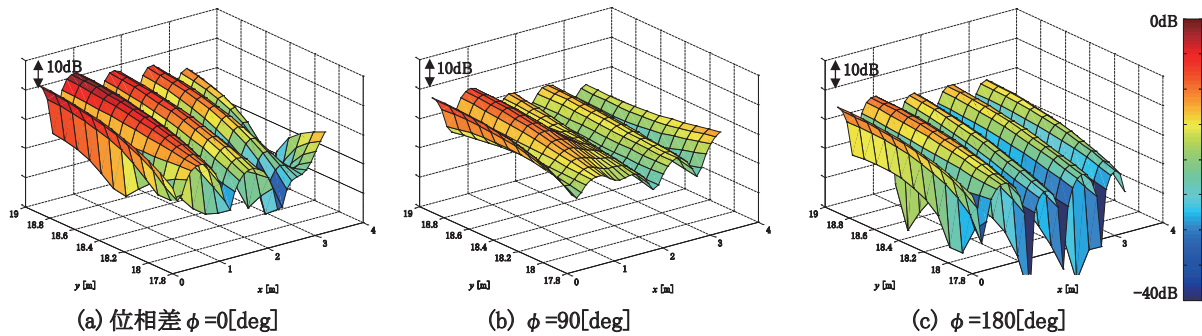 10dB
19
18.8
18.6
18.4
18.2
18
17.8
y [m]
0
1
2
3
4
x [m]
(a) 位相差φ=0[deg]
10dB
19
18.8
18.6
18.4
18.2
18
17.8
y [m]
0
1
2
3
4
x [m]
(b) φ=90[deg]
10dB
19
18.8
18.6
18.4
18.2
18
17.8
y [m]
0
1
2
3
4
x [m]
(c) φ=180[deg]
0dB
-40dB